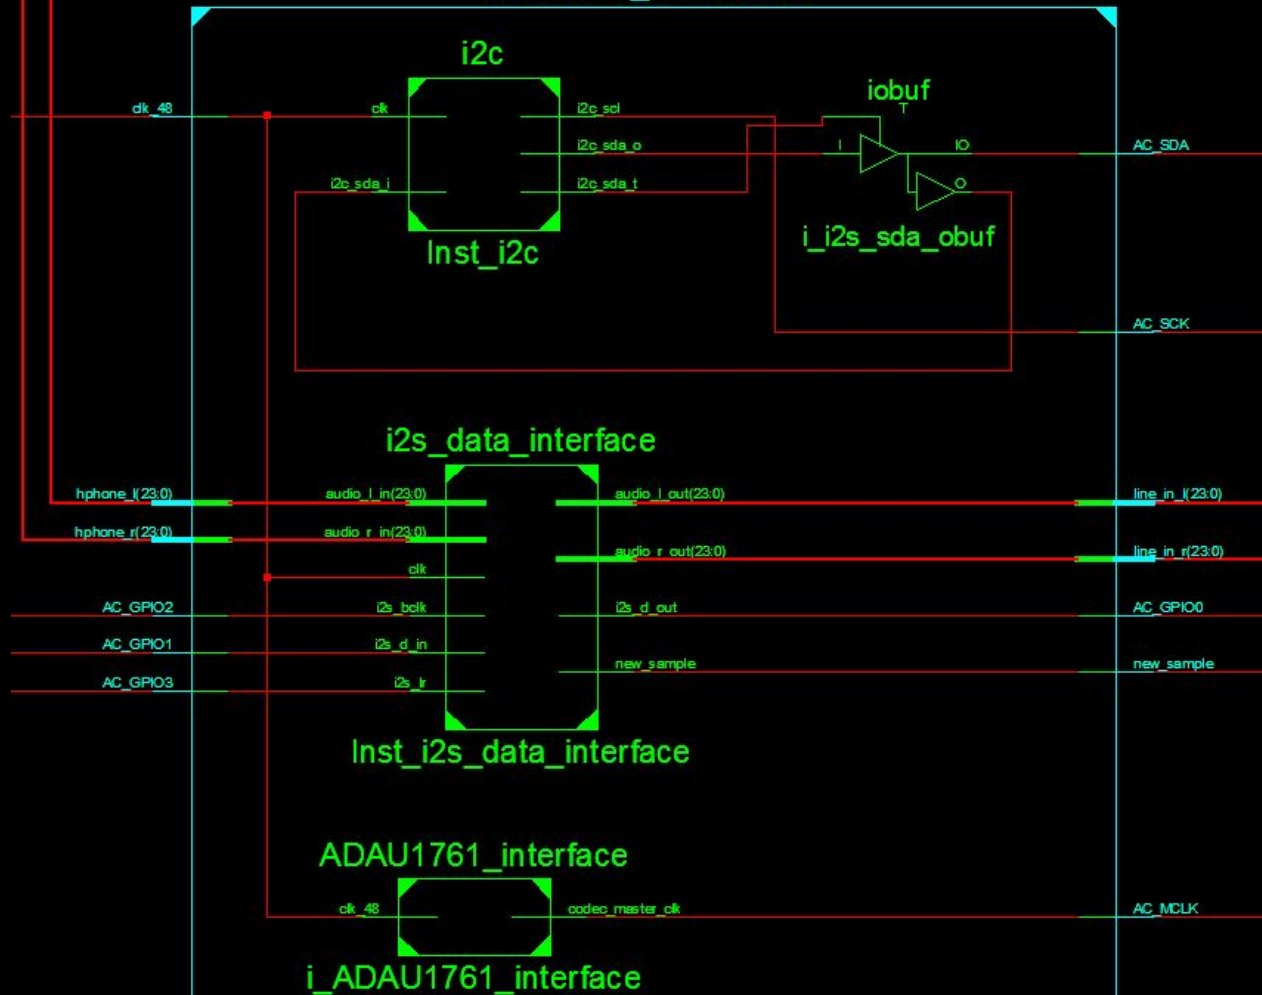 i2c
iobuf
T
clk_48
clk
i2c_scl
i2c_sda_o
I
IO
AC_SDA
i2c_sda_i
i2c_sda_t
O
Inst_i2c
i_i2s_sda_obuf
AC_SCK
i2s_data_interface
hphone_l(23:0)
audio_l_in(23:0)
audio_l_out(23:0)
line_in_l(23:0)
hphone_r(23:0)
audio_r_in(23:0)
audio_r_out(23:0)
line_in_r(23:0)
clk
AC_GPIO2
i2s_bclk
i2s_d_out
AC_GPIO0
AC_GPIO1
i2s_d_in
new_sample
new_sample
AC_GPIO3
i2s_lr
Inst_i2s_data_interface
ADAU1761_interface
clk_48
codec_master_clk
AC_MCLK
i_ADAU1761_interface